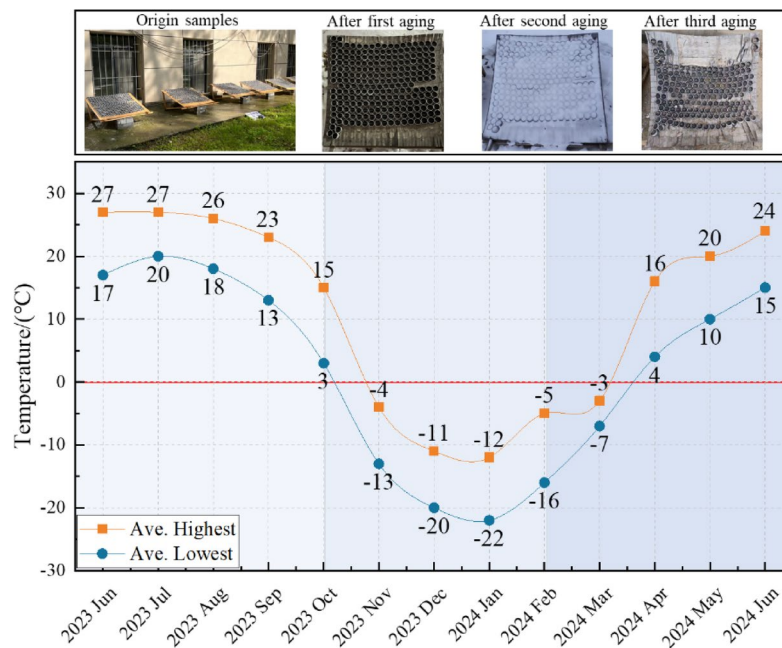 Origin samples
After first aging
After second aging
After third aging
Temperature/(℃)
30
20
10
0
-10
-20
-30
27
27
26
23
15
-4
-11
-12
-5
-3
16
20
24
17
20
18
13
3
-13
-20
-22
-16
-7
4
10
15
Ave. Highest
Ave. Lowest
2023 Jun
2023 Jul
2023 Aug
2023 Sep
2023 Oct
2023 Nov
2023 Dec
2024 Jan
2024 Feb
2024 Mar
2024 Apr
2024 May
2024 Jun